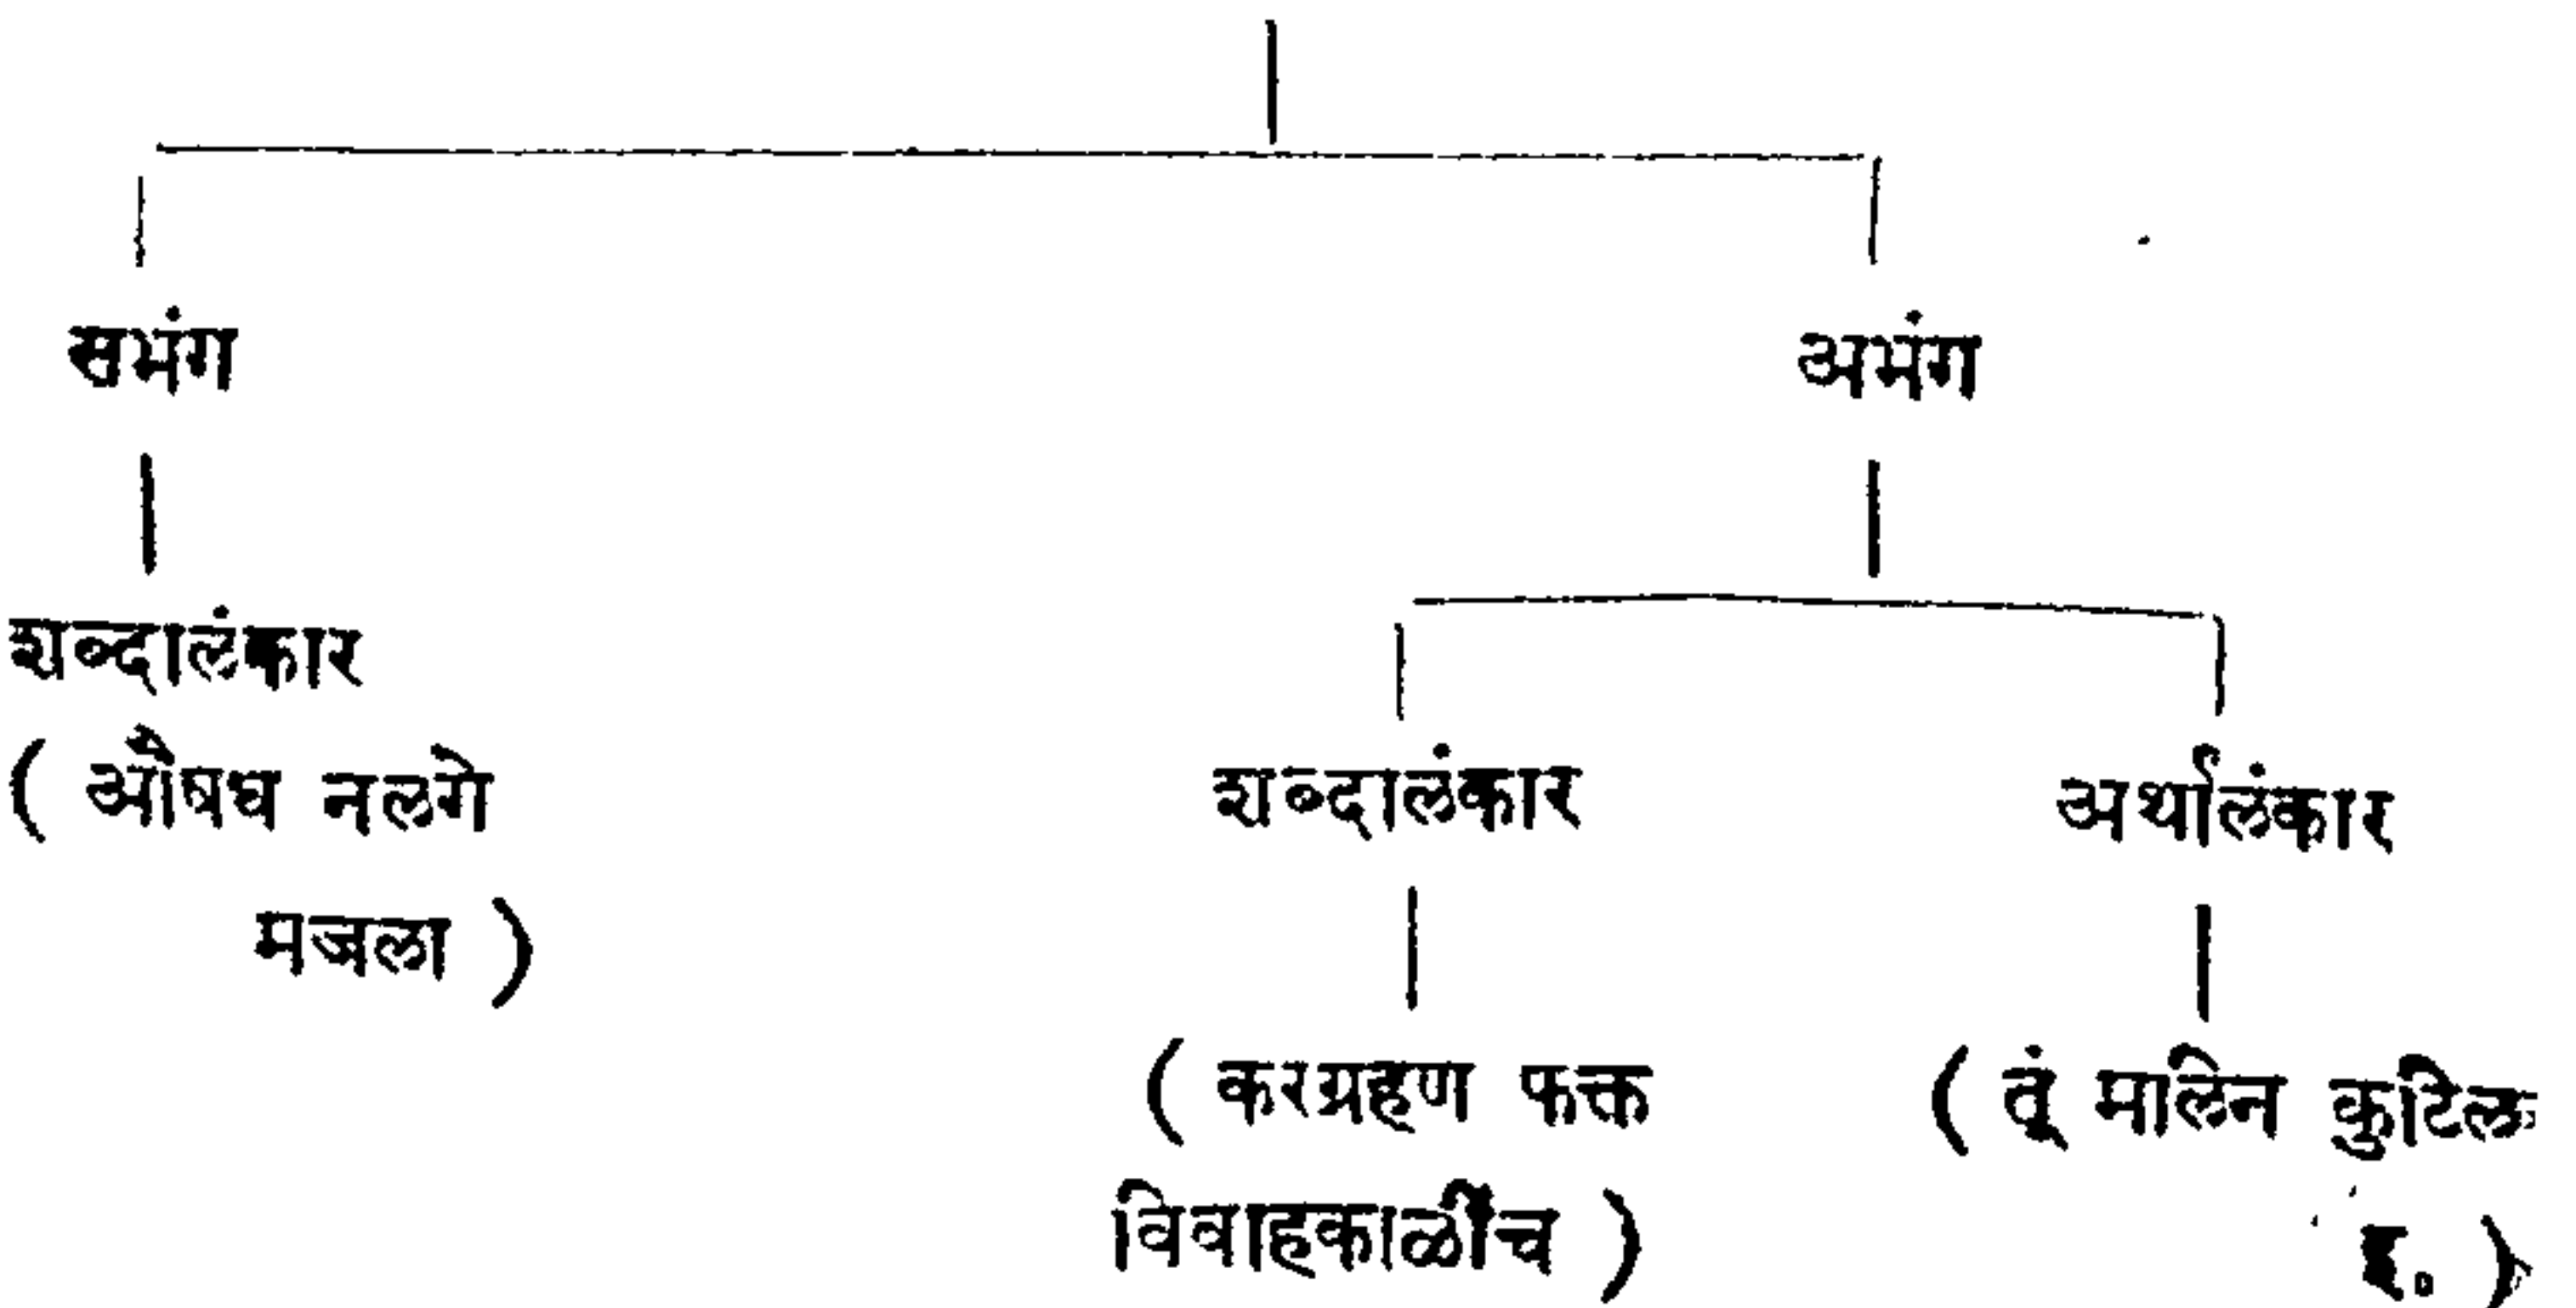 सभंग
अभंग
शब्दालंकार
( औषध नलगे
मजला )
शब्दालंकार
अर्थालंकार
( करग्रहण फक्त
विवाहकाळींच )
( तूं मलिन कुटिल
इ. )